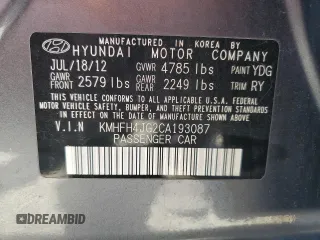 MANUFACTURED IN KOREA BY
HYUNDAI MOTOR COMPANY
JUL/18/12 GVWR 4785 lbs PAINT YDG
GAWR FRONT 2579 lbs GAWR REAR 2249 lbs TRIM RY
THIS VEHICLE CONFORMS TO ALL APPLICABLE U.S.
FEDERAL MOTOR VEHICLE SAFETY, BUMPER, AND THEFT
PREVENTION STANDARDS IN EFFECT ON THE DATE OF
MANUFACTURE SHOWN ABOVE.
V.I.N KMHFH4JG2CA193087
PASSENGER CAR
DRIVEBID
DRIVEBID